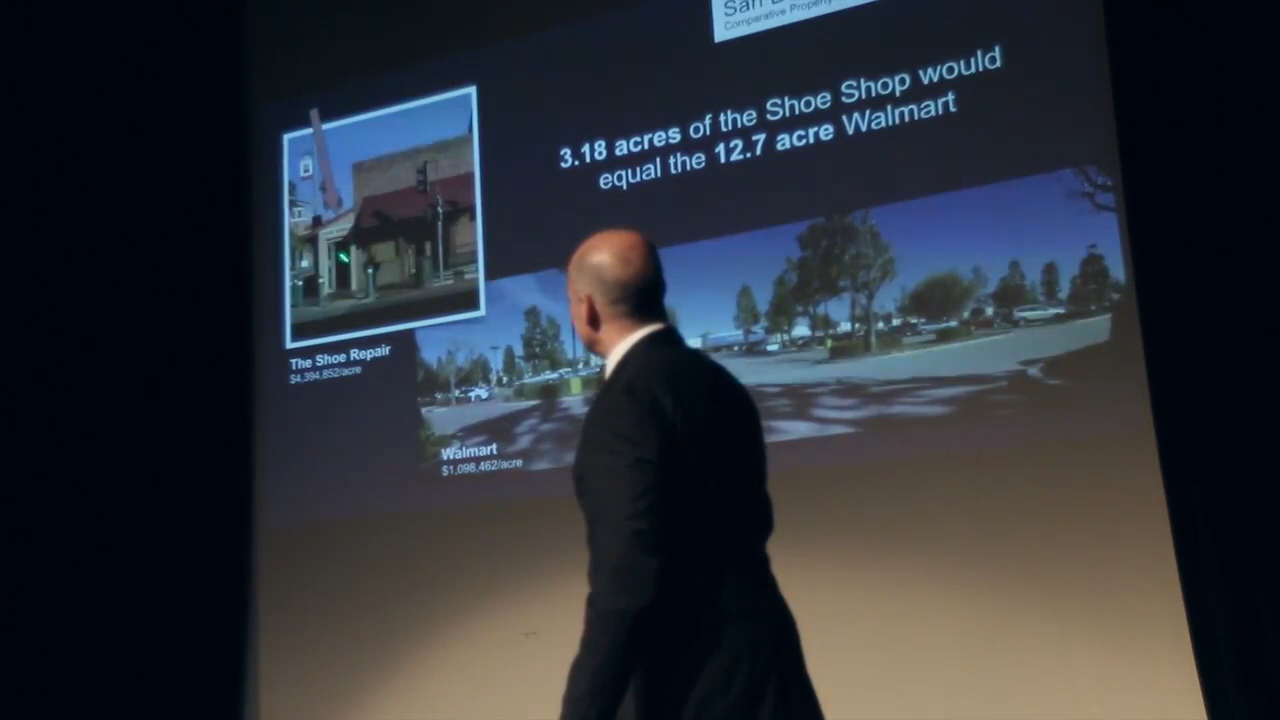 San
Comparative Property
3.18 acres of the Shoe Shop would
equal the 12.7 acre Walmart
The Shoe Repair
$4,394,852/acre
Walmart
$1,098,462/acre